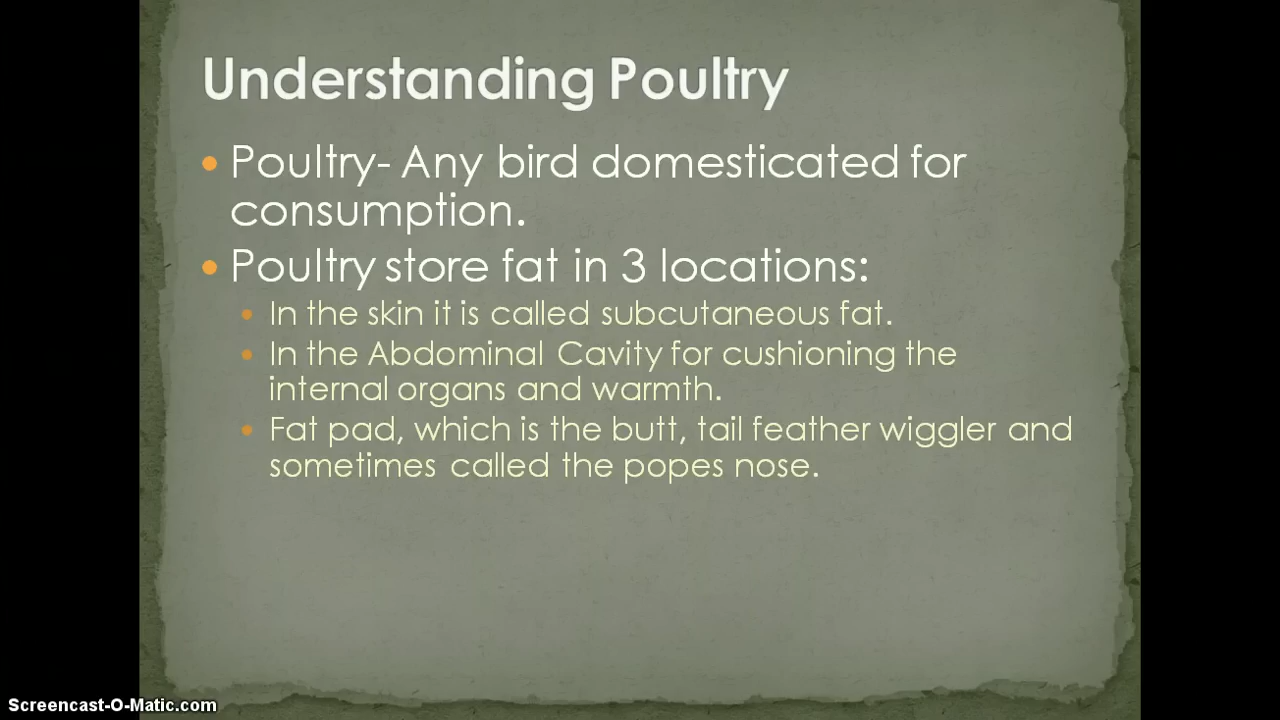 Understanding Poultry
Poultry- Any bird domesticated for
consumption.
Poultry store fat in 3 locations:
In the skin it is called subcutaneous fat.
In the Abdominal Cavity for cushioning the
internal organs and warmth.
Fat pad, which is the butt, tail feather wiggler and
sometimes called the popes nose.
Screencast-O-Matic.com